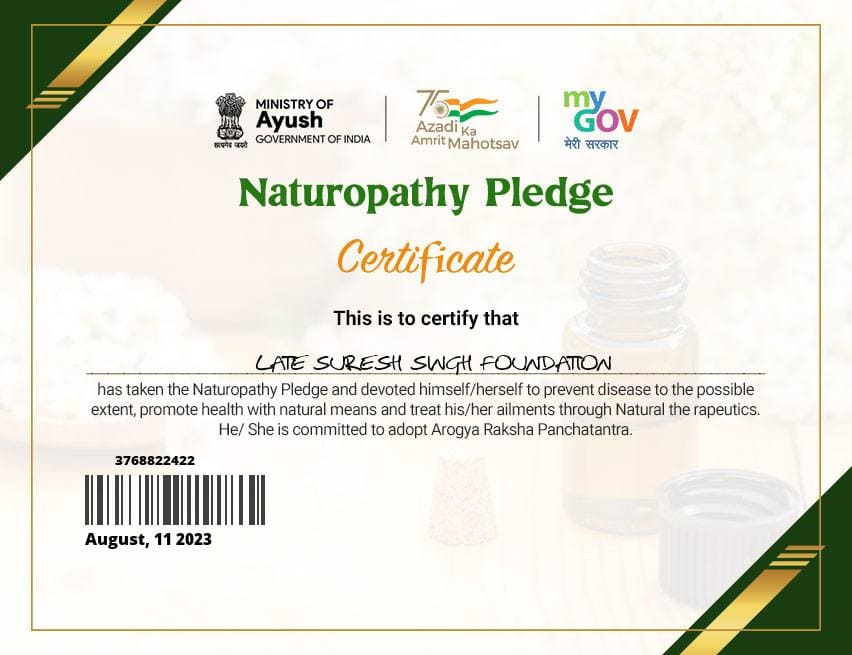 MINISTRY OF
Ayush
GOVERNMENT OF INDIA
सत्यमेव जयते
75
Azadi Ka
Amrit Mahotsav
my
GOV
मेरी सरकार
Naturopathy Pledge
Certificate
This is to certify that
LATE SURESH SINGH FOUNDATION
has taken the Naturopathy Pledge and devoted himself/herself to prevent disease to the possible
extent, promote health with natural means and treat his/her ailments through Natural the rapeutics.
He/ She is committed to adopt Arogya Raksha Panchatantra.
3768822422
August, 11 2023